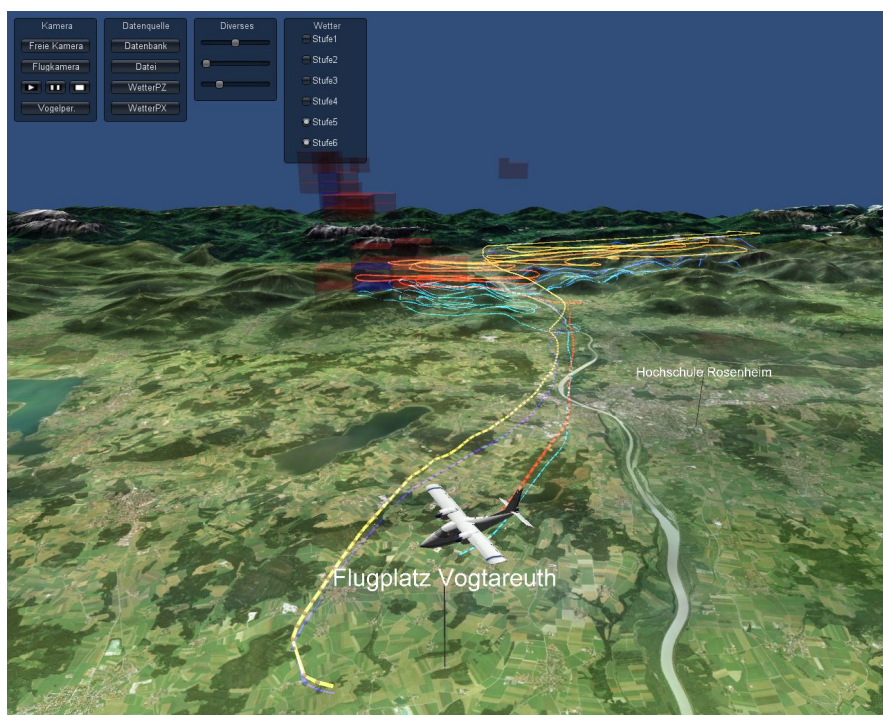 Kamera
Freie Kamera
Flugkamera
Vogelper.
Datenquelle
Datenbank
Datei
WetterPZ
WetterPX
Diverses
Wetter
Stufe1
Stufe2
Stufe3
Stufe4
Stufe5
Stufe6
Hochschule Rosenheim
Flugplatz Vogtareuth